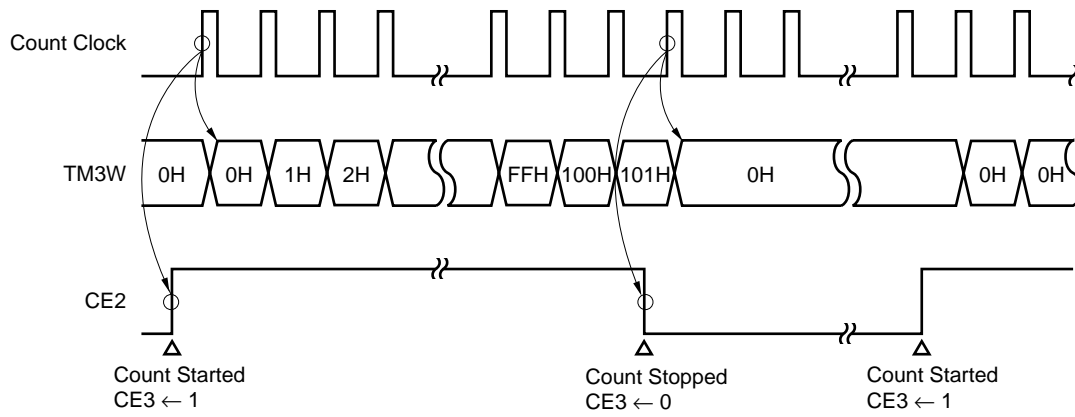 Count Clock
TM3W
0H
0H
1H
2H
FFH
100H
101H
0H
0H
0H
CE2
Count Started
CE3 ← 1
Count Stopped
CE3 ← 0
Count Started
CE3 ← 1